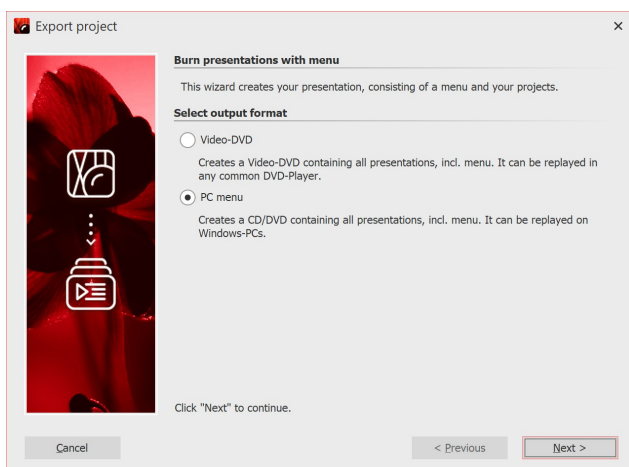 Export project
Burn presentations with menu
This wizard creates your presentation, consisting of a menu and your projects.
Select output format
Video-DVD
Creates a Video-DVD containing all presentations, incl. menu. It can be replayed in
any common DVD-Player.
PC menu
Creates a CD/DVD containing all presentations, incl. menu. It can be replayed on
Windows-PCs.
Click "Next" to continue.
Cancel
< Previous
Next >